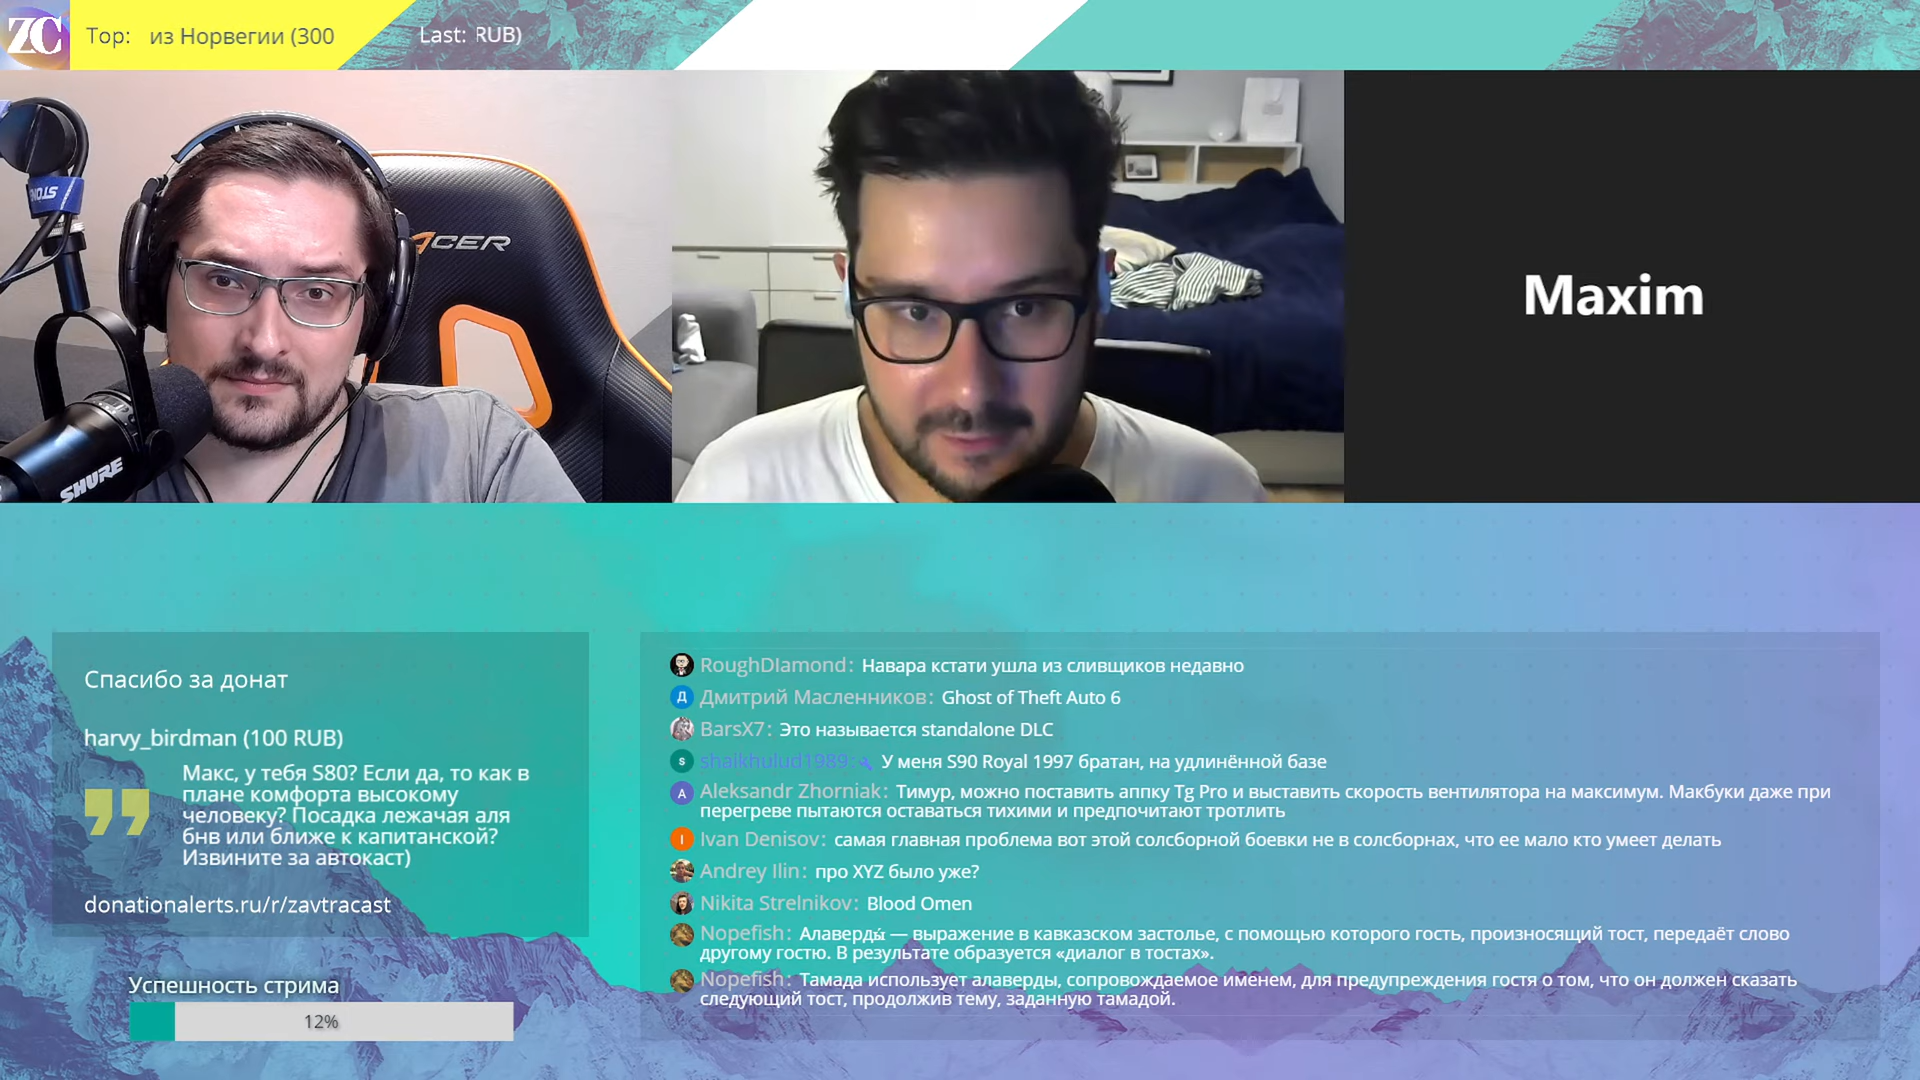 ZC
Top: из Норвегии (300
Last: RUB)
ACER
SHURE
Maxim
Спасибо за донат
harvy_birdman (100 RUB)
Макс, у тебя S80? Если да, то как в
плане комфорта высокому
человеку? Посадка лежачая аля
бнв или ближе к капитанской?
Извините за автокаст)
donationalerts.ru/r/zavtracast
Успешность стрима
12%
RoughDIamond: Навара кстати ушла из сливщиков недавно
Дмитрий Масленников: Ghost of Theft Auto 6
BarsX7: Это называется standalone DLC
shaikhulud1989: У меня S90 Royal 1997 братан, на удлинённой базе
Aleksandr Zhorniak: Тимур, можно поставить аппку Tg Pro и выставить скорость вентилятора на максимум. Макбуки даже при
перегреве пытаются оставаться тихими и предпочитают тротлить
Ivan Denisov: самая главная проблема вот этой солсборной боевки не в солсборнах, что ее мало кто умеет делать
Andrey Ilin: про XYZ было уже?
Nikita Strelnikov: Blood Omen
Nopefish: Алаверды́ — выражение в кавказском застолье, с помощью которого гость, произносящий тост, передаёт слово
другому гостю. В результате образуется «диалог в тостах».
Nopefish: Тамада использует алаверды, сопровождаемое именем, для предупреждения гостя о том, что он должен сказать
следующий тост, продолжив тему, заданную тамадой.